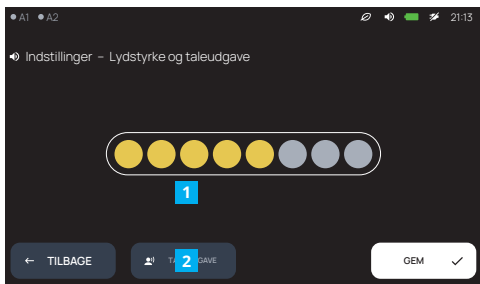 A1 A2 21:13
Indstillinger – Lydstyrke og taleudgave
1
TILBAGE 2 GEM